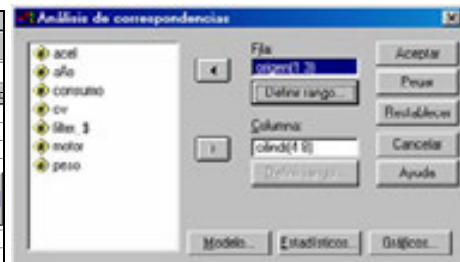 Análisis de correspondencias
acel
año
consumo
cv
filter_$
motor
peso
Fila:
origen(1 3)
Definir rango...
Columna:
cilindr(4 8)
Definir rango...
Aceptar
Pegar
Restablecer
Cancelar
Ayuda
Modelo...
Estadísticos...
Gráficos...